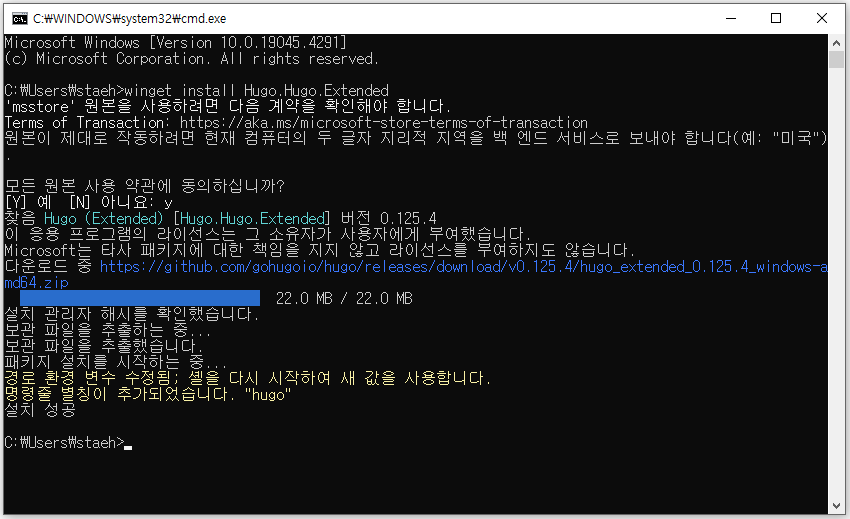 C:₩WINDOWS₩system32₩cmd.exe
Microsoft Windows [Version 10.0.19045.4291]
(c) Microsoft Corporation. All rights reserved.
C:₩Users₩staeh>winget install Hugo.Hugo.Extended
'msstore' 원본을 사용하려면 다음 계약을 확인해야 합니다.
Terms of Transaction: https://aka.ms/microsoft-store-terms-of-transaction
원본이 제대로 작동하려면 현재 컴퓨터의 두 글자 지리적 지역을 백 엔드 서비스로 보내야 합니다(예: "미국")
.
모든 원본 사용 약관에 동의하십니까?
[Y] 예  [N] 아니요: y
찾음 Hugo (Extended) [Hugo.Hugo.Extended] 버전 0.125.4
이 응용 프로그램의 라이선스는 그 소유자가 사용자에게 부여했습니다.
Microsoft는 타사 패키지에 대한 책임을 지지 않고 라이선스를 부여하지도 않습니다.
다운로드 중 https://github.com/gohugoio/hugo/releases/download/v0.125.4/hugo_extended_0.125.4_windows-a
md64.zip
22.0 MB / 22.0 MB
설치 관리자 해시를 확인했습니다.
보관 파일을 추출하는 중...
보관 파일을 추출했습니다.
패키지 설치를 시작하는 중...
경로 환경 변수 수정됨; 셸을 다시 시작하여 새 값을 사용합니다.
명령줄 별칭이 추가되었습니다. "hugo"
설치 성공
C:₩Users₩staeh>